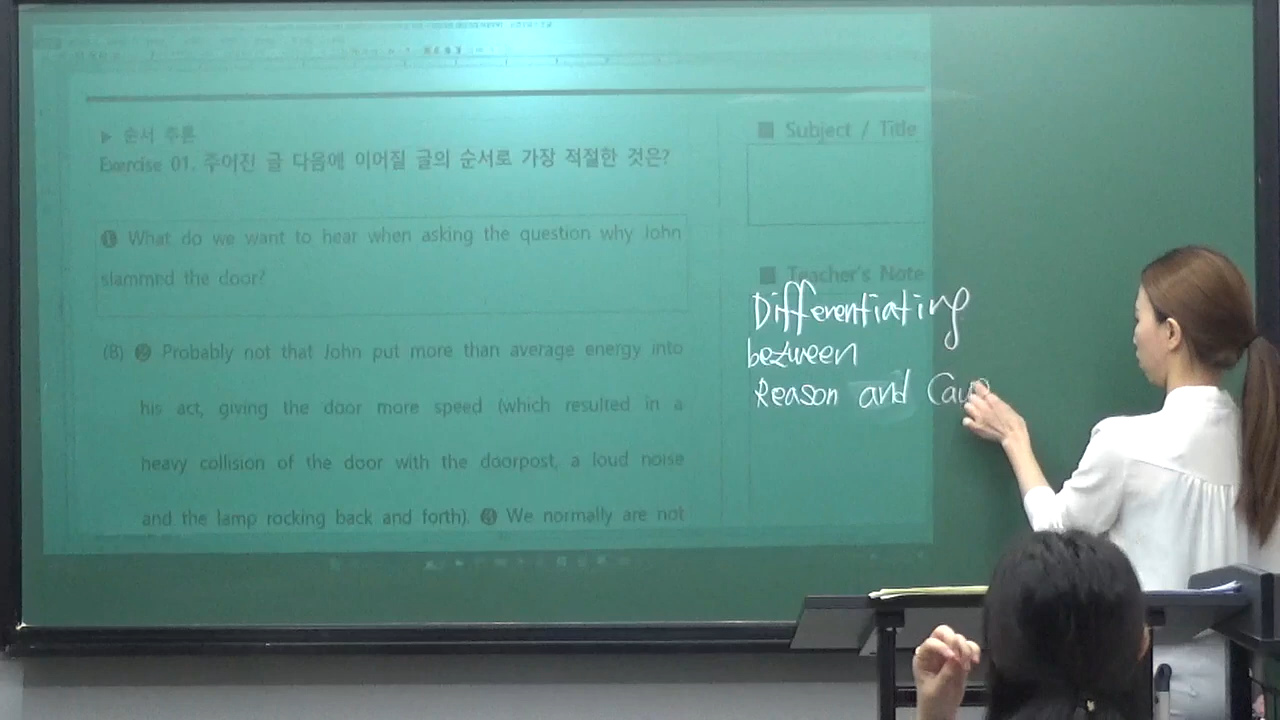 ▶ 순서 추론
Exercise 01. 주어진 글 다음에 이어질 글의 순서로 가장 적절한 것은?
❶ What do we want to hear when asking the question why John
slammed the door?
(B) ❷ Probably not that John put more than average energy into
his act, giving the door more speed (which resulted in a
heavy collision of the door with the doorpost, a loud noise
and the lamp rocking back and forth). ❸ We normally are not
■ Subject / Title
■ Teacher's Note
Differentiating
between
Reason and Cau